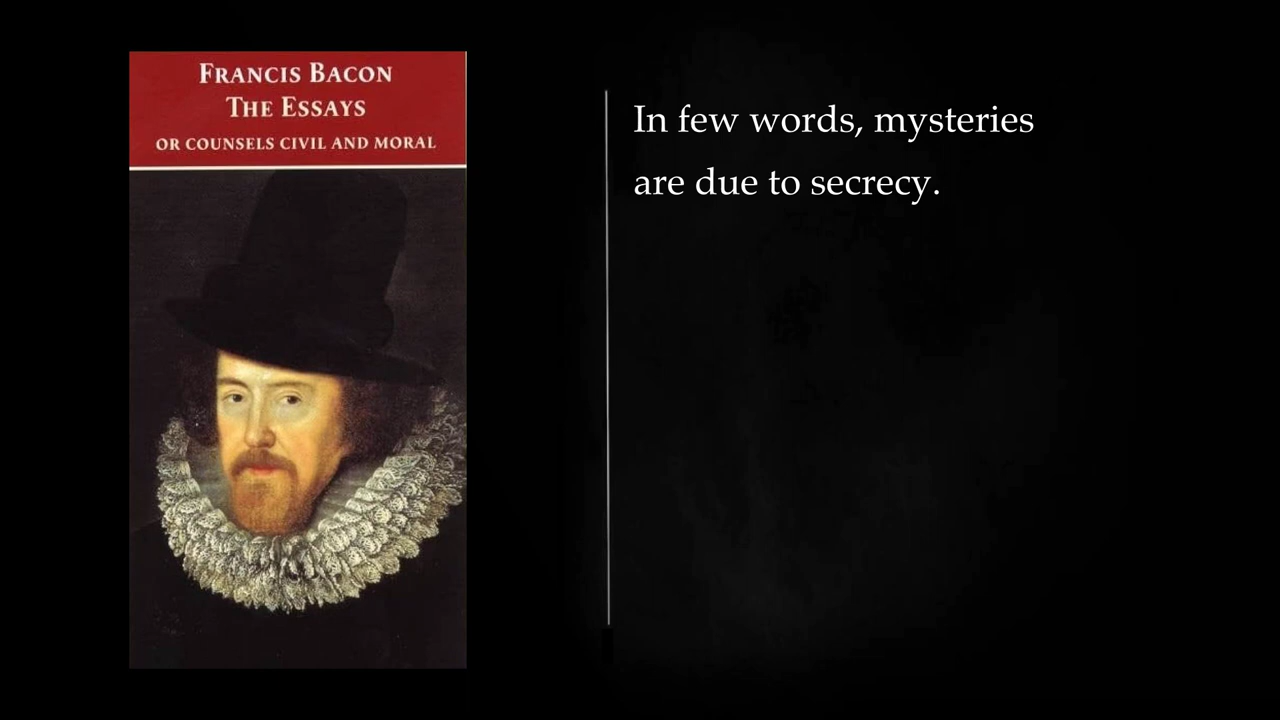 FRANCIS BACON
THE ESSAYS
OR COUNSELS CIVIL AND MORAL
In few words, mysteries
are due to secrecy.